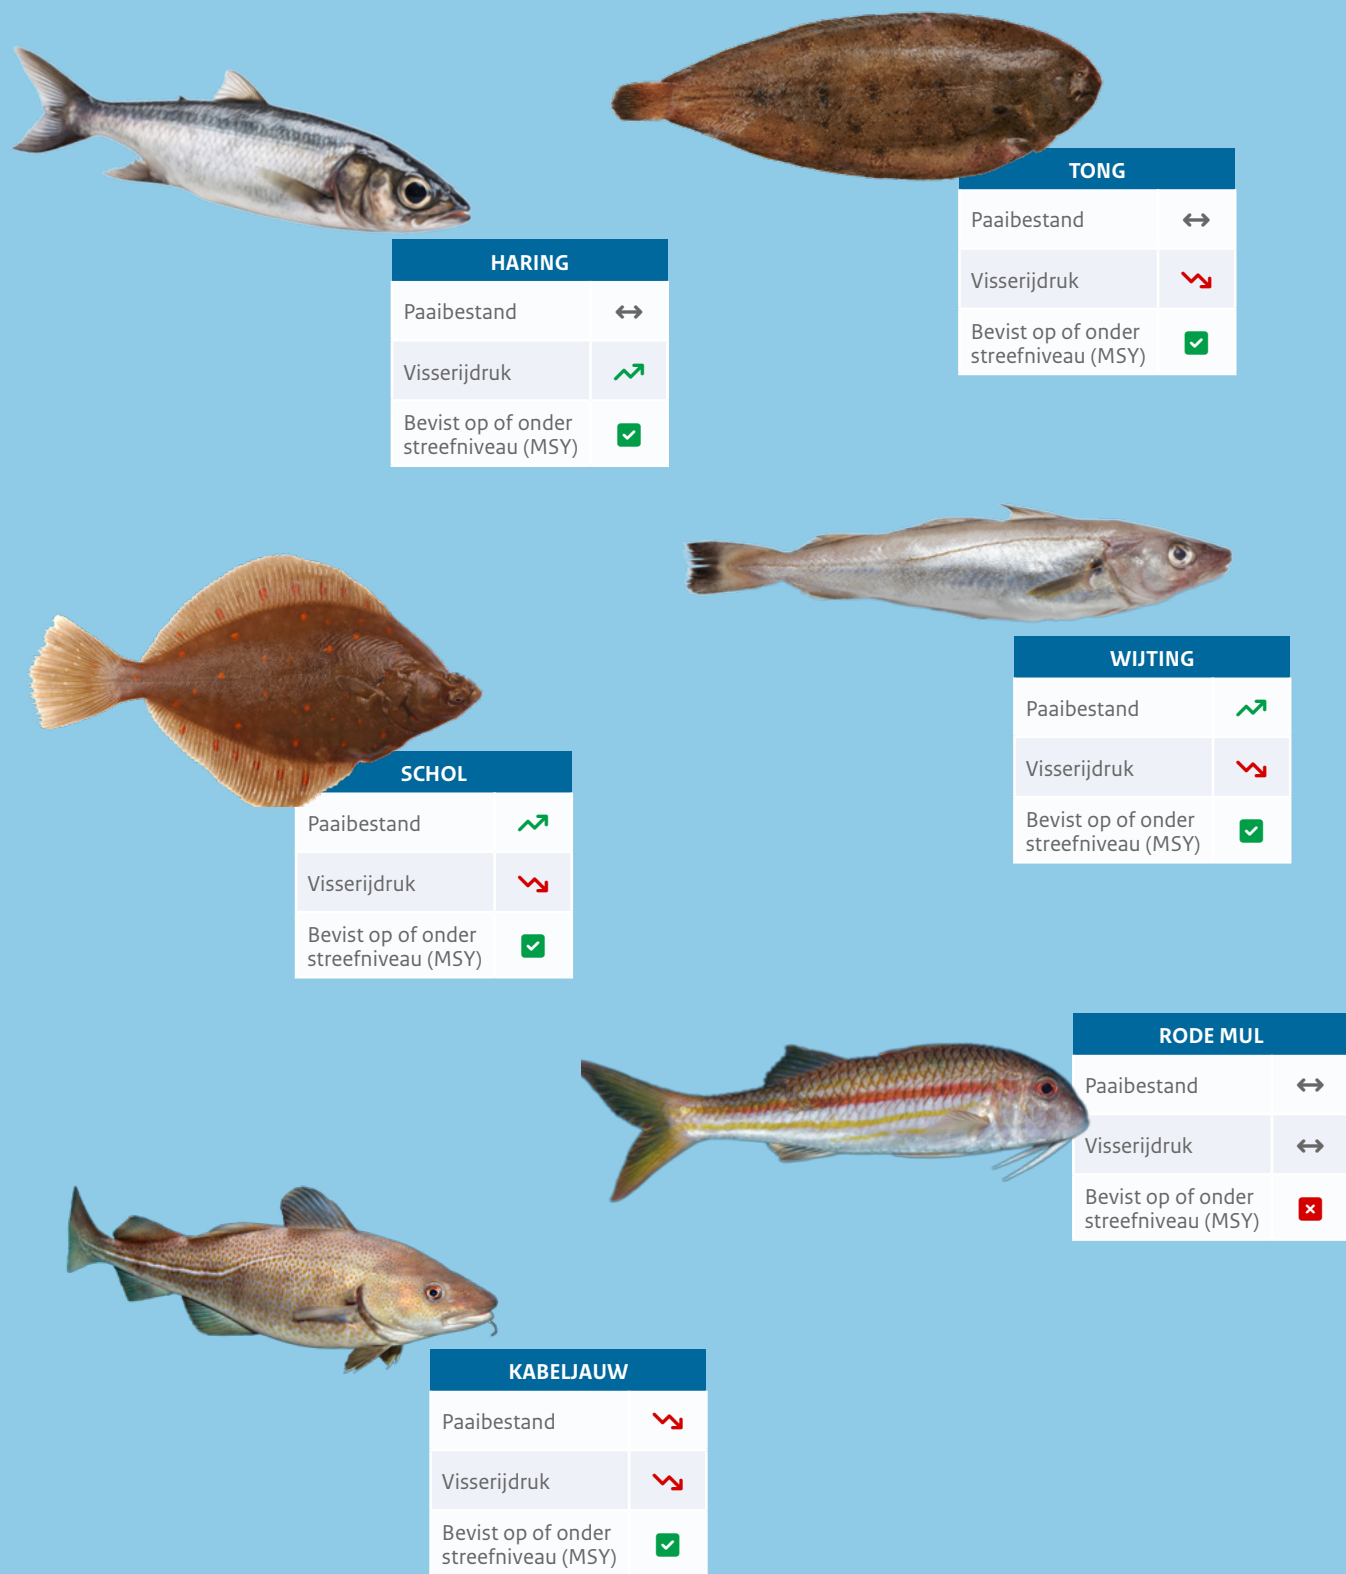 TONG
Paaibestand
Visserijdruk
Bevist op of onder
streefniveau (MSY)
HARING
Paaibestand
Visserijdruk
Bevist op of onder
streefniveau (MSY)
WIJTING
Paaibestand
Visserijdruk
Bevist op of onder
streefniveau (MSY)
SCHOL
Paaibestand
Visserijdruk
Bevist op of onder
streefniveau (MSY)
RODE MUL
Paaibestand
Visserijdruk
Bevist op of onder
streefniveau (MSY)
KABELJAUW
Paaibestand
Visserijdruk
Bevist op of onder
streefniveau (MSY)